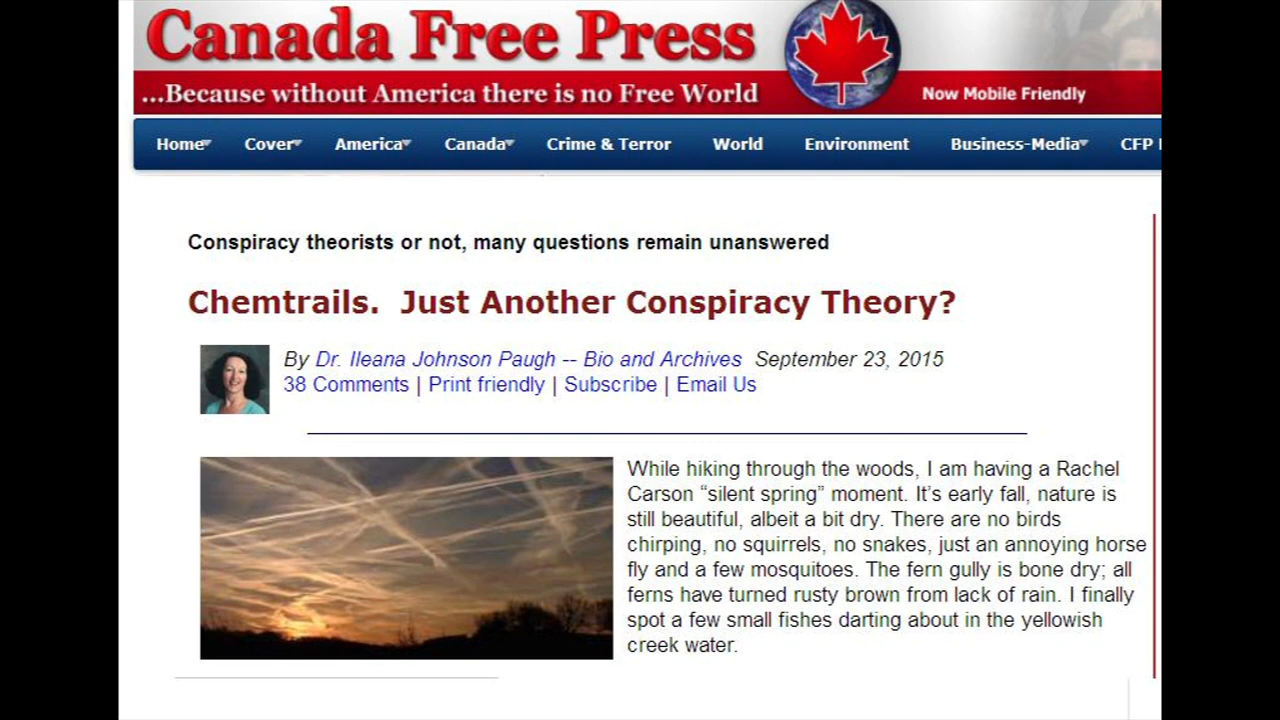 Canada Free Press
...Because without America there is no Free World
Now Mobile Friendly
Home Cover America Canada Crime & Terror World Environment Business-Media CFP
Conspiracy theorists or not, many questions remain unanswered
Chemtrails. Just Another Conspiracy Theory?
By Dr. Ileana Johnson Paugh -- Bio and Archives September 23, 2015
38 Comments | Print friendly | Subscribe | Email Us
While hiking through the woods, I am having a Rachel
Carson “silent spring” moment. It’s early fall, nature is
still beautiful, albeit a bit dry. There are no birds
chirping, no squirrels, no snakes, just an annoying horse
fly and a few mosquitoes. The fern gully is bone dry; all
ferns have turned rusty brown from lack of rain. I finally
spot a few small fishes darting about in the yellowish
creek water.